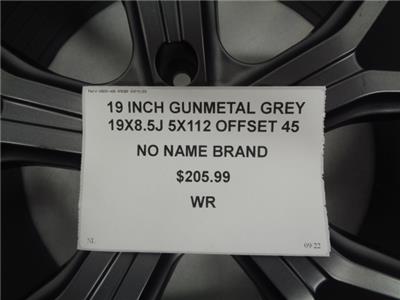 19 INCH GUNMETAL GREY
19X8.5J 5X112 OFFSET 45
NO NAME BRAND
$205.99
WR
NL
09/22